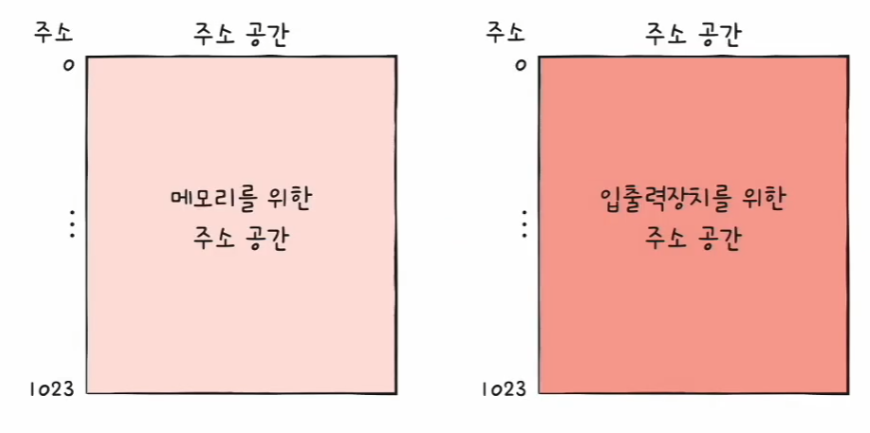 주소
주소 공간
0
메모리를 위한
주소 공간
⋮
1023
주소
주소 공간
0
입출력장치를 위한
주소 공간
⋮
1023